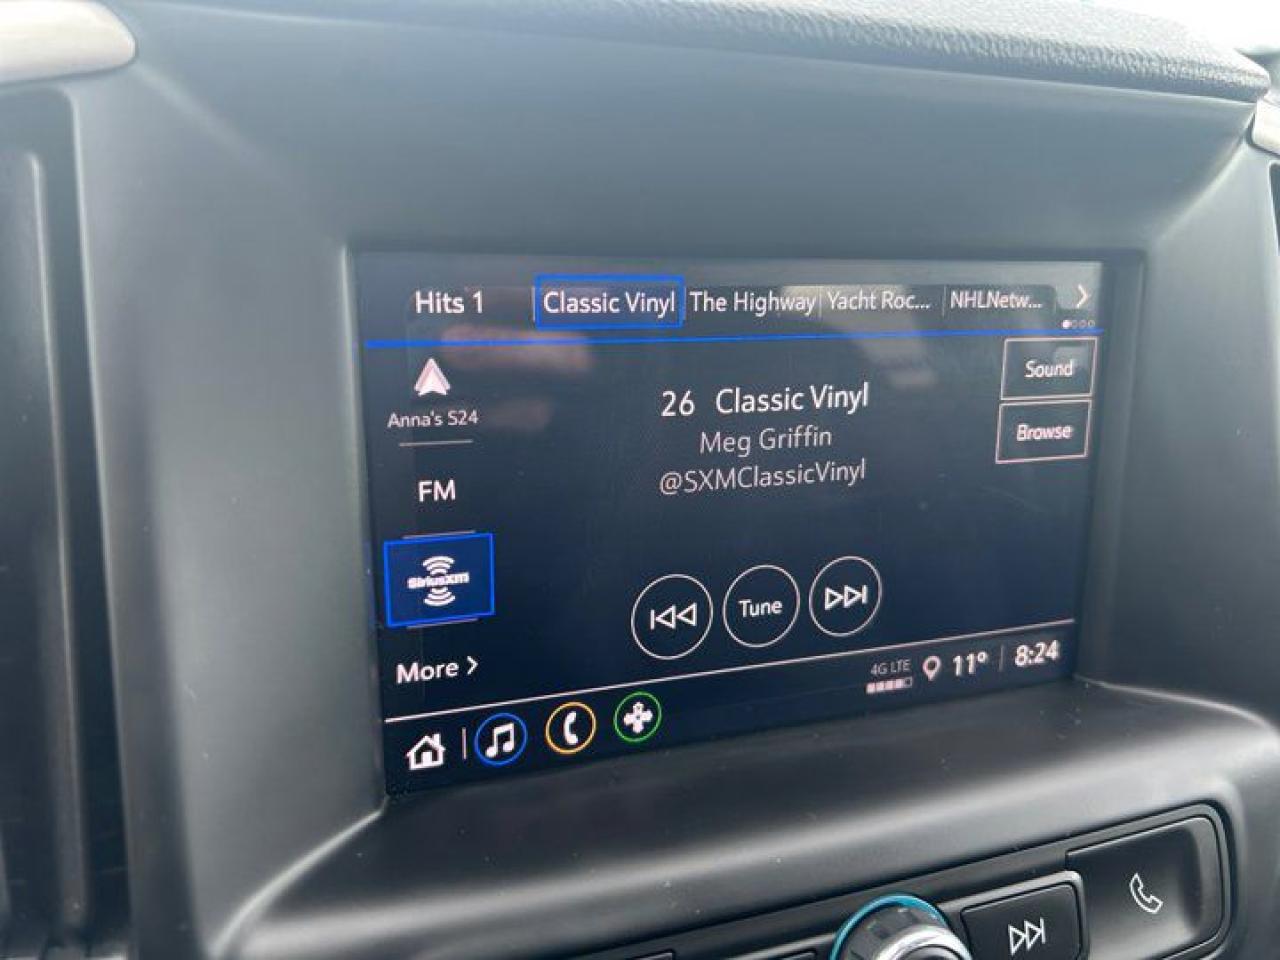 Hits 1 Classic Vinyl The Highway Yacht Roc... NHLNetw...
Anna's S24
FM
SiriusXM
More
26 Classic Vinyl
Meg Griffin
@SXMClassicVinyl
Sound
Browse
Tune
4G LTE 11° 8:24